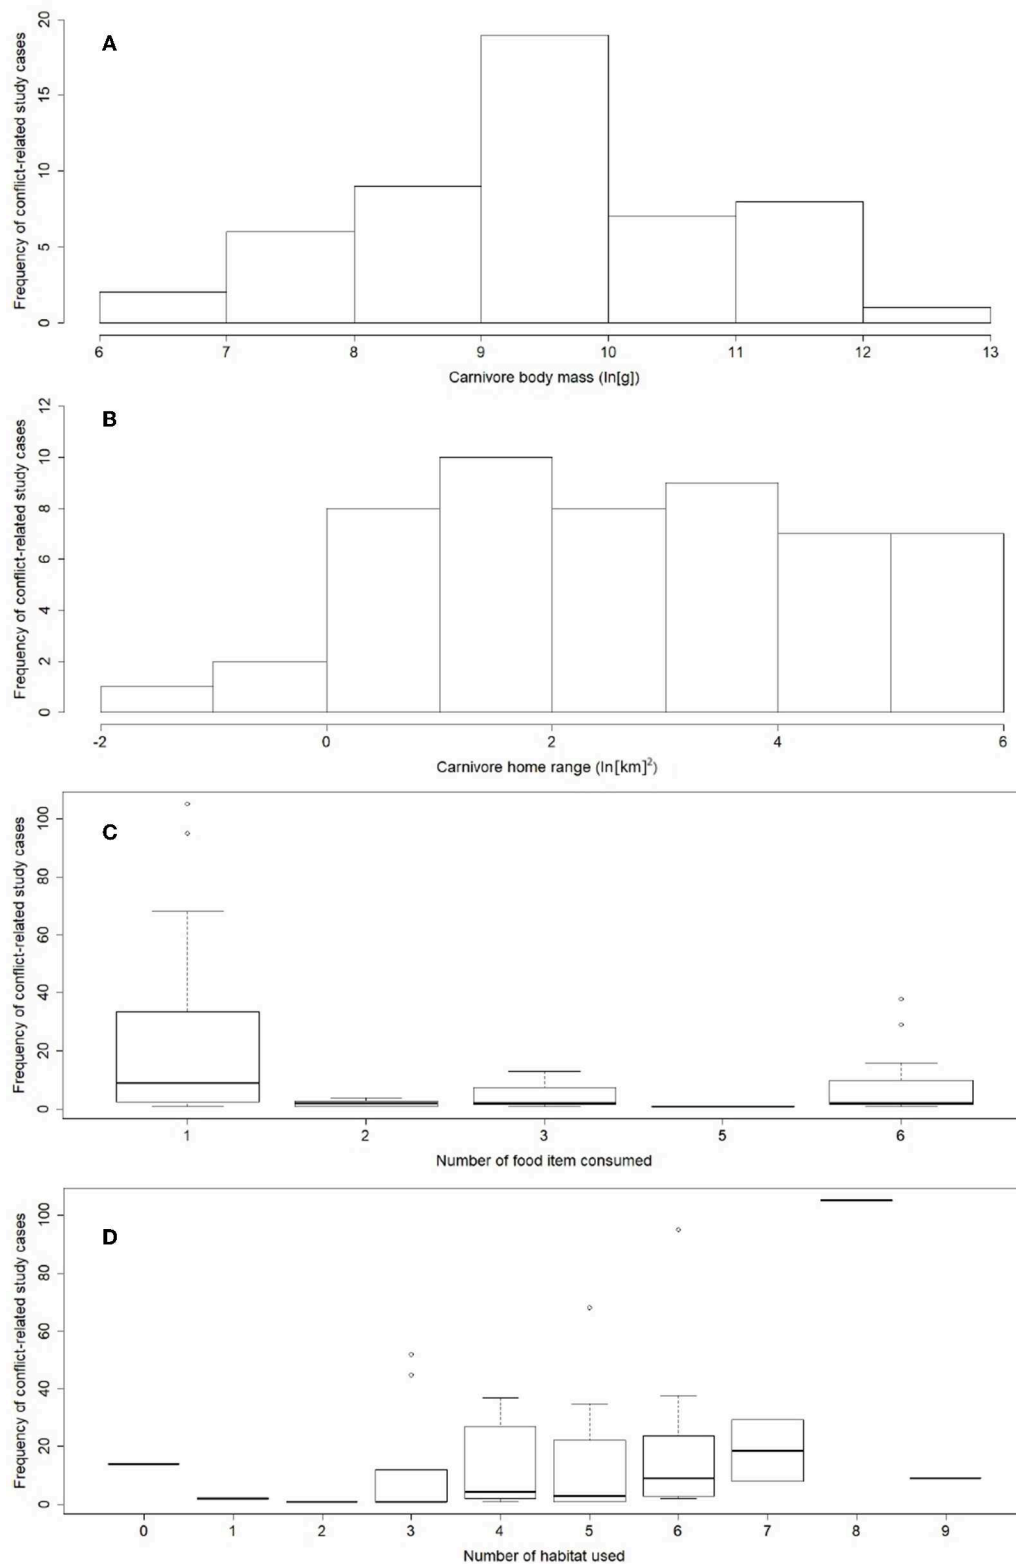 A
Frequency of conflict-related study cases
20
15
10
5
0
6 7 8 9 10 11 12 13
Carnivore body mass (ln[g])
B
Frequency of conflict-related study cases
12
10
8
6
4
2
0
-2 0 2 4 6
Carnivore home range (ln[km]²)
C
Frequency of conflict-related study cases
100
80
60
40
20
0
1 2 3 5 6
Number of food item consumed
D
Frequency of conflict-related study cases
100
80
60
40
20
0
0 1 2 3 4 5 6 7 8 9
Number of habitat used